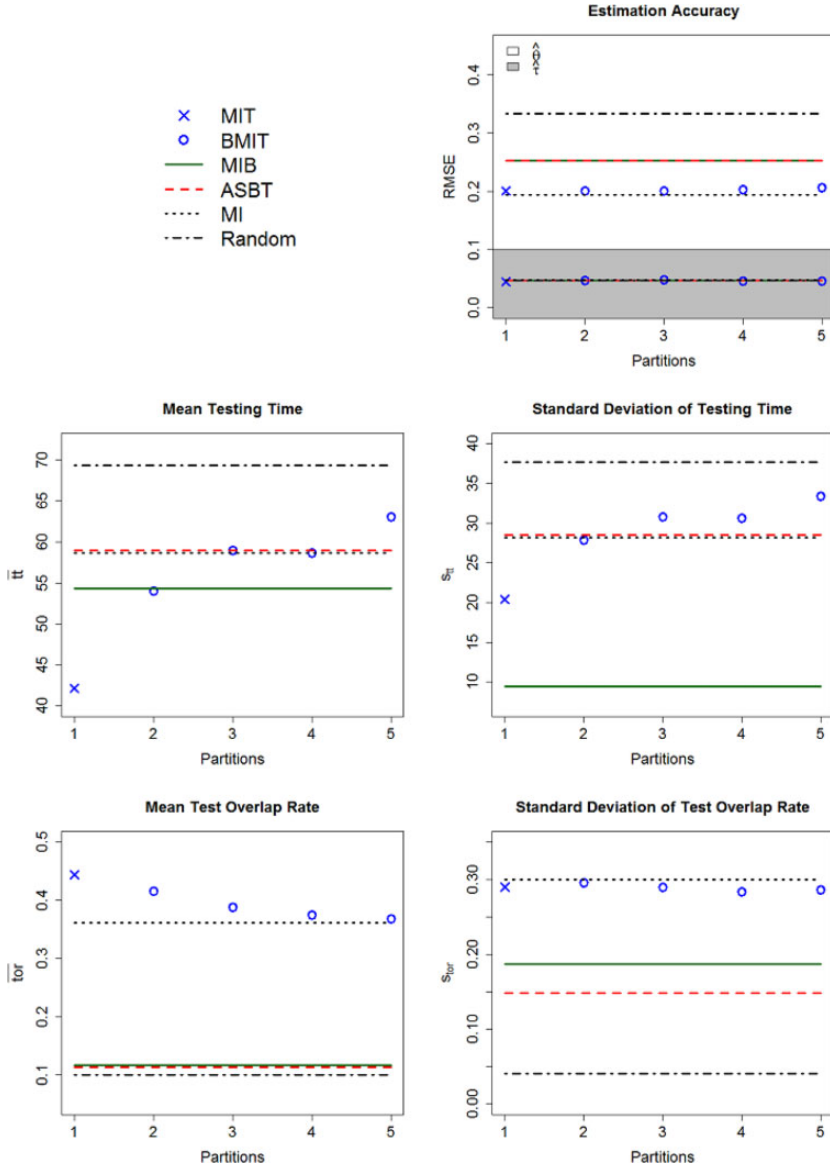 Estimation Accuracy
MIT
BMIT
MIB
ASBT
MI
Random
θ̂
τ̂
RMSE
0.0 0.1 0.2 0.3 0.4
1 2 3 4 5
Partitions
Mean Testing Time
tt
40 45 50 55 60 65 70
1 2 3 4 5
Partitions
Standard Deviation of Testing Time
stt
10 15 20 25 30 35 40
1 2 3 4 5
Partitions
Mean Test Overlap Rate
tor
0.1 0.2 0.3 0.4 0.5
1 2 3 4 5
Partitions
Standard Deviation of Test Overlap Rate
stor
0.00 0.10 0.20 0.30
1 2 3 4 5
Partitions